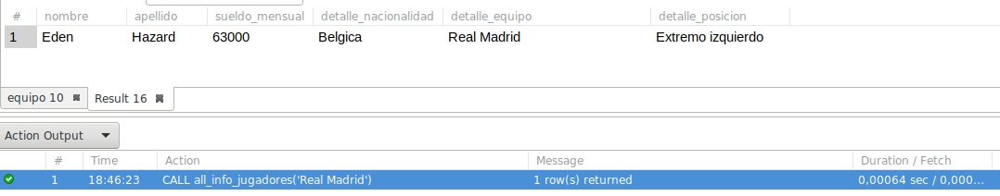 # nombre apellido sueldo_mensual detalle_nacionalidad detalle_equipo detalle_posicion
1 Eden Hazard 63000 Belgica Real Madrid Extremo izquierdo
equipo 10 Result 16
Action Output
# Time Action Message Duration / Fetch
1 18:46:23 CALL all_info_jugadores('Real Madrid') 1 row(s) returned 0,00064 sec / 0,000...